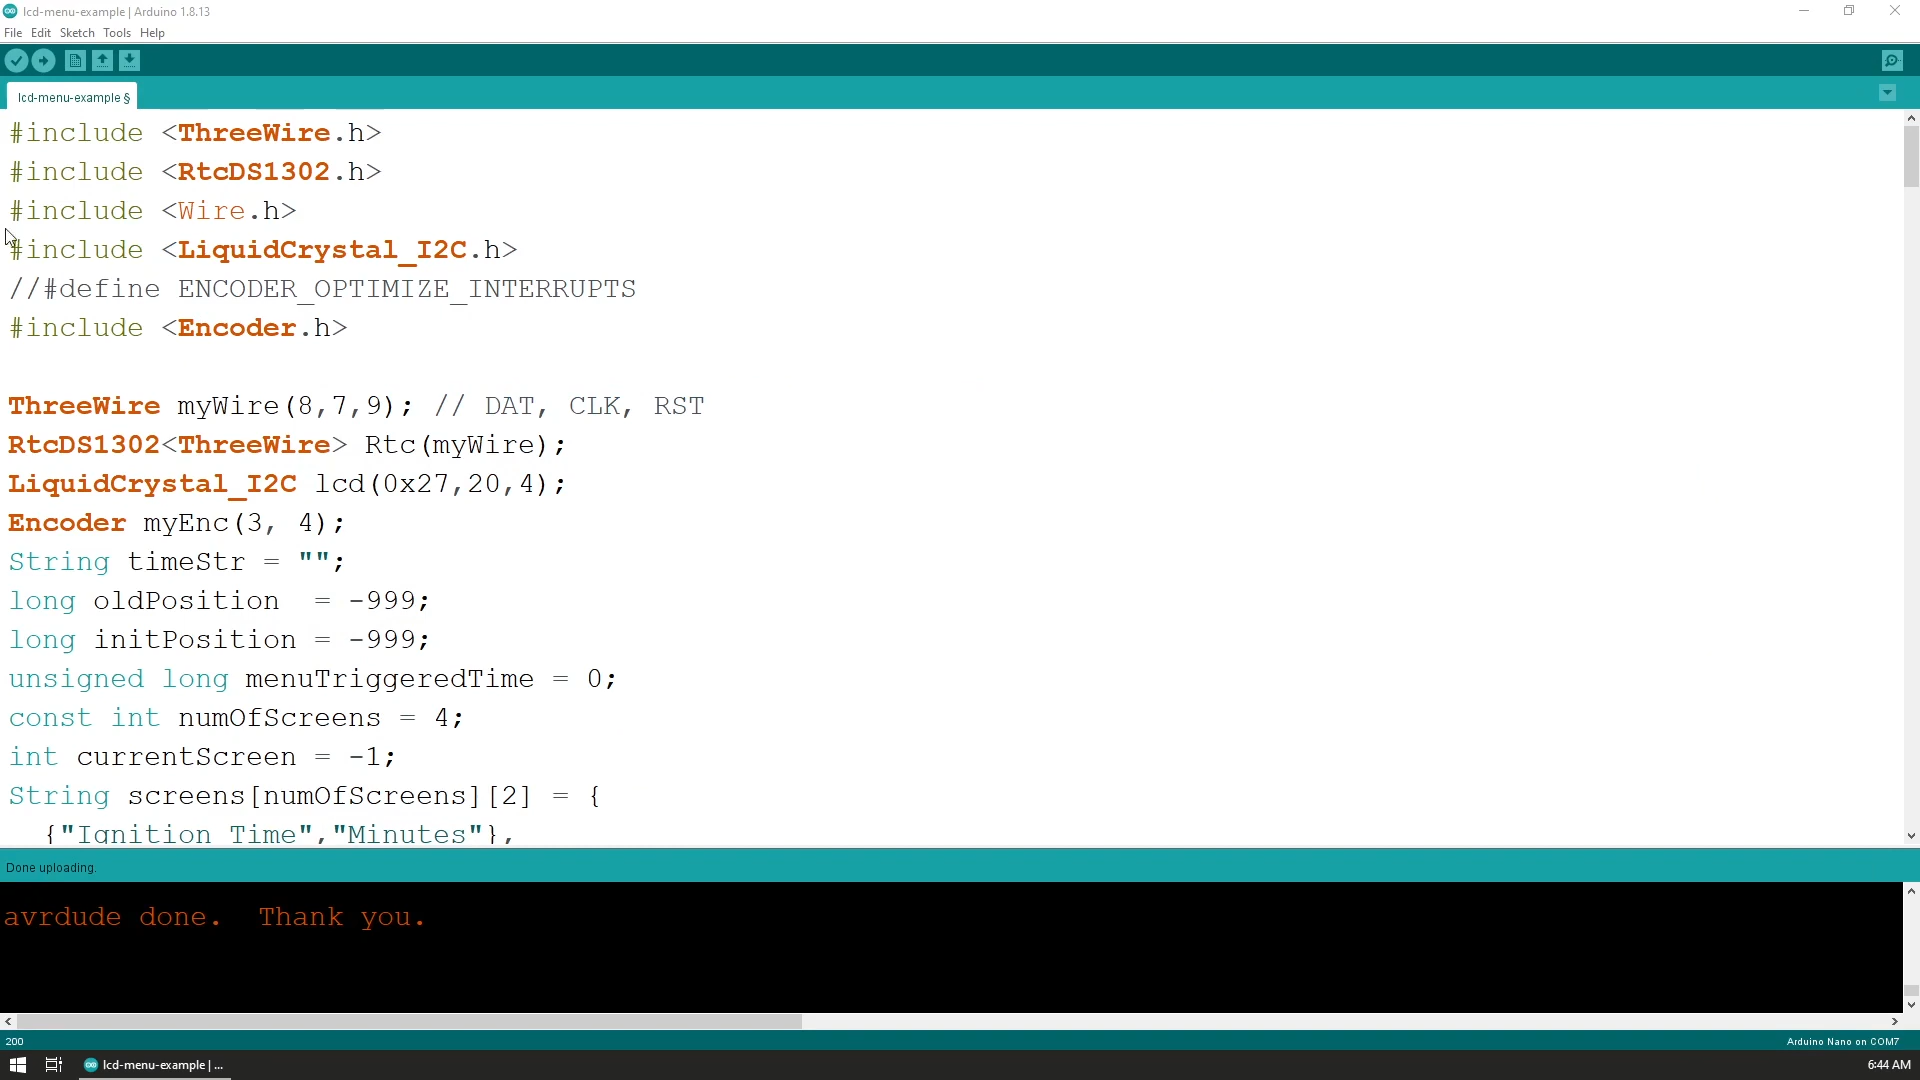 lcd-menu-example | Arduino 1.8.13
File Edit Sketch Tools Help
lcd-menu-example §
#include <ThreeWire.h>
#include <RtcDS1302.h>
#include <Wire.h>
#include <LiquidCrystal_I2C.h>
//#define ENCODER_OPTIMIZE_INTERRUPTS
#include <Encoder.h>
ThreeWire myWire(8,7,9); // DAT, CLK, RST
RtcDS1302<ThreeWire> Rtc(myWire);
LiquidCrystal_I2C lcd(0x27,20,4);
Encoder myEnc(3, 4);
String timeStr = "";
long oldPosition  = -999;
long initPosition = -999;
unsigned long menuTriggeredTime = 0;
const int numOfScreens = 4;
int currentScreen = -1;
String screens[numOfScreens][2] = {
{"Ignition Time","Minutes"},
Done uploading.
avrdude done.  Thank you.
200
Arduino Nano on COM7
lcd-menu-example | ...
6:44 AM